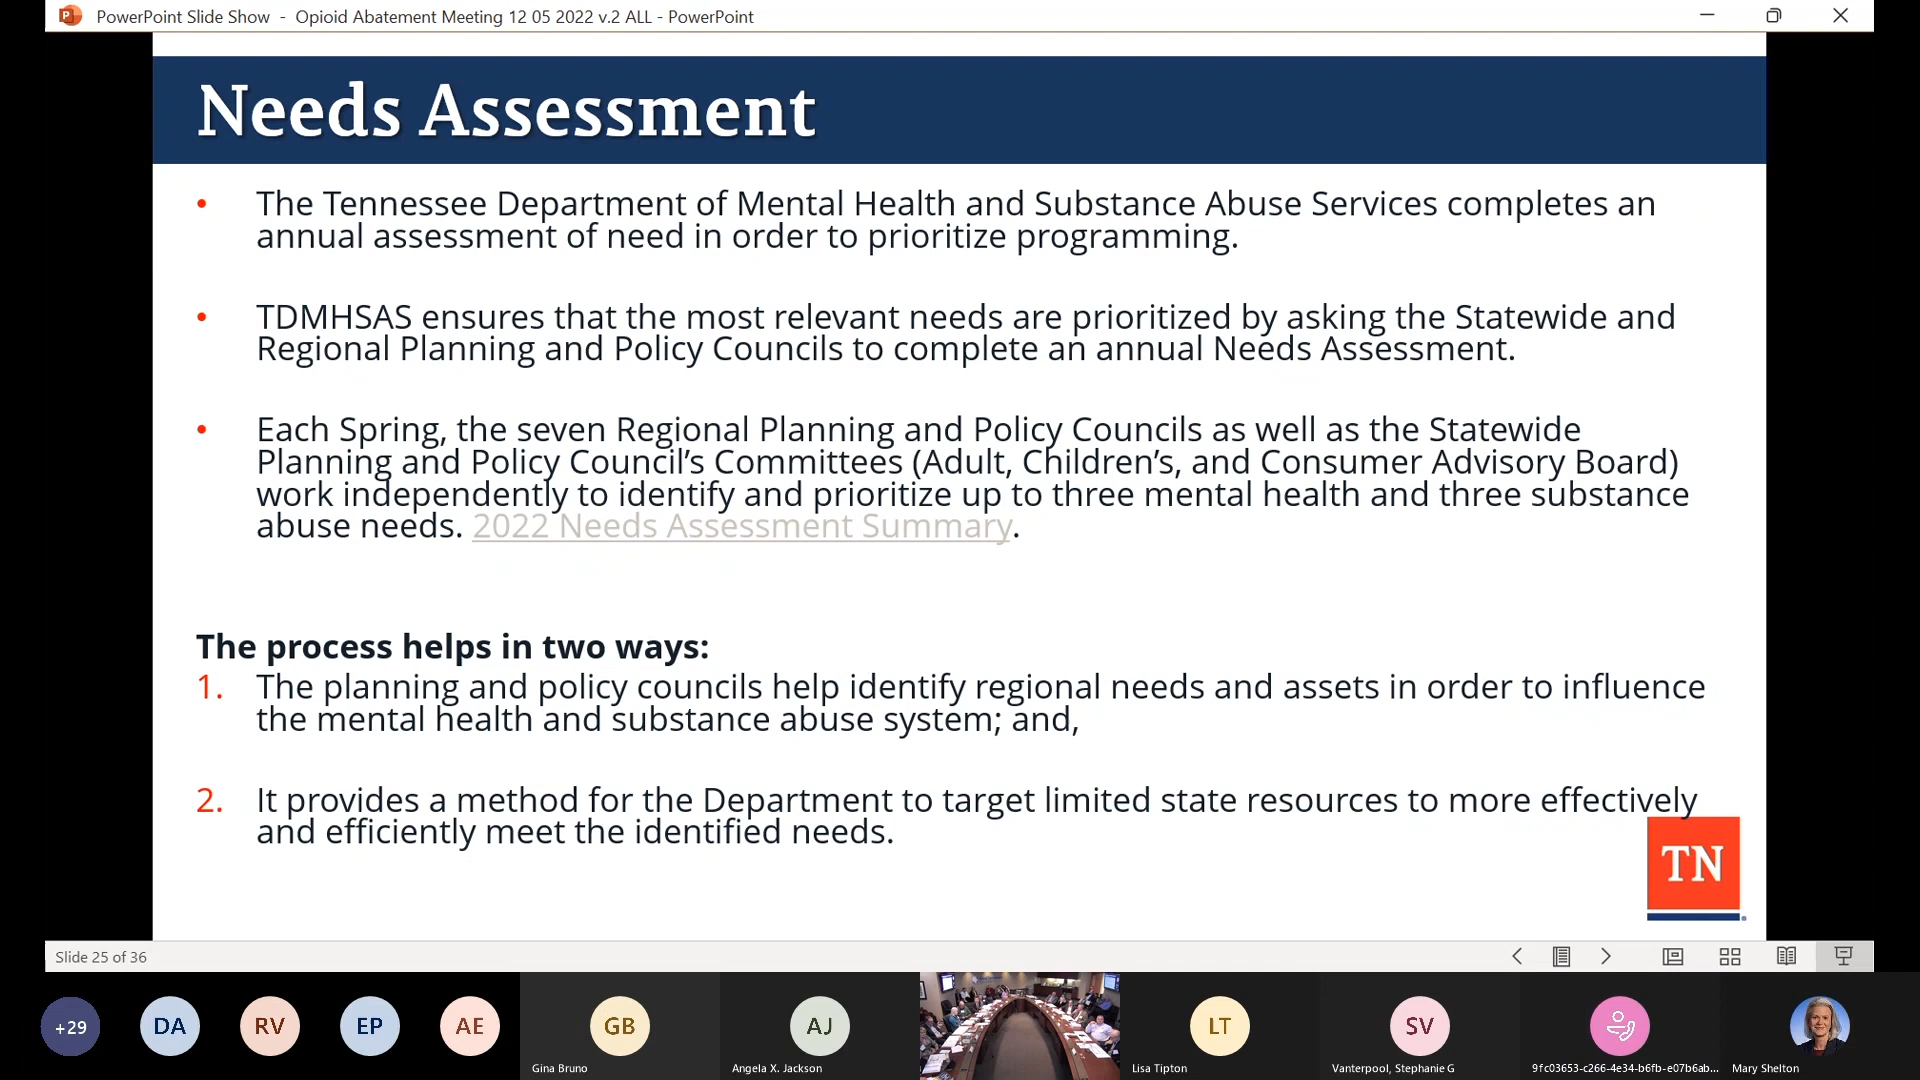 PowerPoint Slide Show - Opioid Abatement Meeting 12 05 2022 v.2 ALL - PowerPoint
Needs Assessment
• The Tennessee Department of Mental Health and Substance Abuse Services completes an
annual assessment of need in order to prioritize programming.
• TDMHSAS ensures that the most relevant needs are prioritized by asking the Statewide and
Regional Planning and Policy Councils to complete an annual Needs Assessment.
• Each Spring, the seven Regional Planning and Policy Councils as well as the Statewide
Planning and Policy Council’s Committees (Adult, Children’s, and Consumer Advisory Board)
work independently to identify and prioritize up to three mental health and three substance
abuse needs. 2022 Needs Assessment Summary.
The process helps in two ways:
1. The planning and policy councils help identify regional needs and assets in order to influence
the mental health and substance abuse system; and,
2. It provides a method for the Department to target limited state resources to more effectively
and efficiently meet the identified needs.
TN
Slide 25 of 36
+29 DA RV EP AE GB AJ LT SV
Gina Bruno Angela X. Jackson Lisa Tipton Vanterpool, Stephanie G 9fc03653-c266-4e34-b6fb-e07b6ab... Mary Shelton